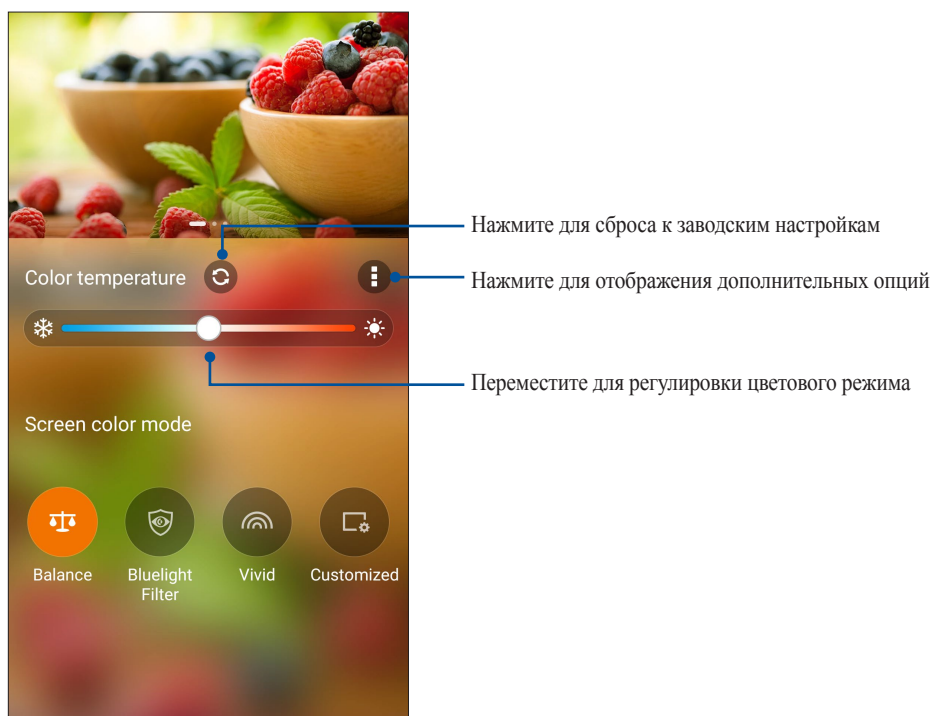 Нажмите для сброса к заводским настройкам
Color temperature
Нажмите для отображения дополнительных опций
Переместите для регулировки цветового режима
Screen color mode
Balance
Bluelight
Filter
Vivid
Customized